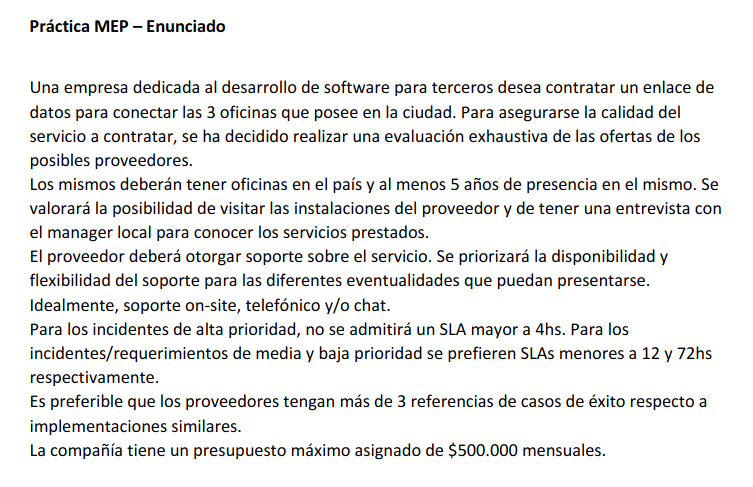 Práctica MEP – Enunciado
Una empresa dedicada al desarrollo de software para terceros desea contratar un enlace de
datos para conectar las 3 oficinas que posee en la ciudad. Para asegurarse la calidad del
servicio a contratar, se ha decidido realizar una evaluación exhaustiva de las ofertas de los
posibles proveedores.
Los mismos deberán tener oficinas en el país y al menos 5 años de presencia en el mismo. Se
valorará la posibilidad de visitar las instalaciones del proveedor y de tener una entrevista con
el manager local para conocer los servicios prestados.
El proveedor deberá otorgar soporte sobre el servicio. Se priorizará la disponibilidad y
flexibilidad del soporte para las diferentes eventualidades que puedan presentarse.
Idealmente, soporte on-site, telefónico y/o chat.
Para los incidentes de alta prioridad, no se admitirá un SLA mayor a 4hs. Para los
incidentes/requerimientos de media y baja prioridad se prefieren SLAs menores a 12 y 72hs
respectivamente.
Es preferible que los proveedores tengan más de 3 referencias de casos de éxito respecto a
implementaciones similares.
La compañía tiene un presupuesto máximo asignado de $500.000 mensuales.